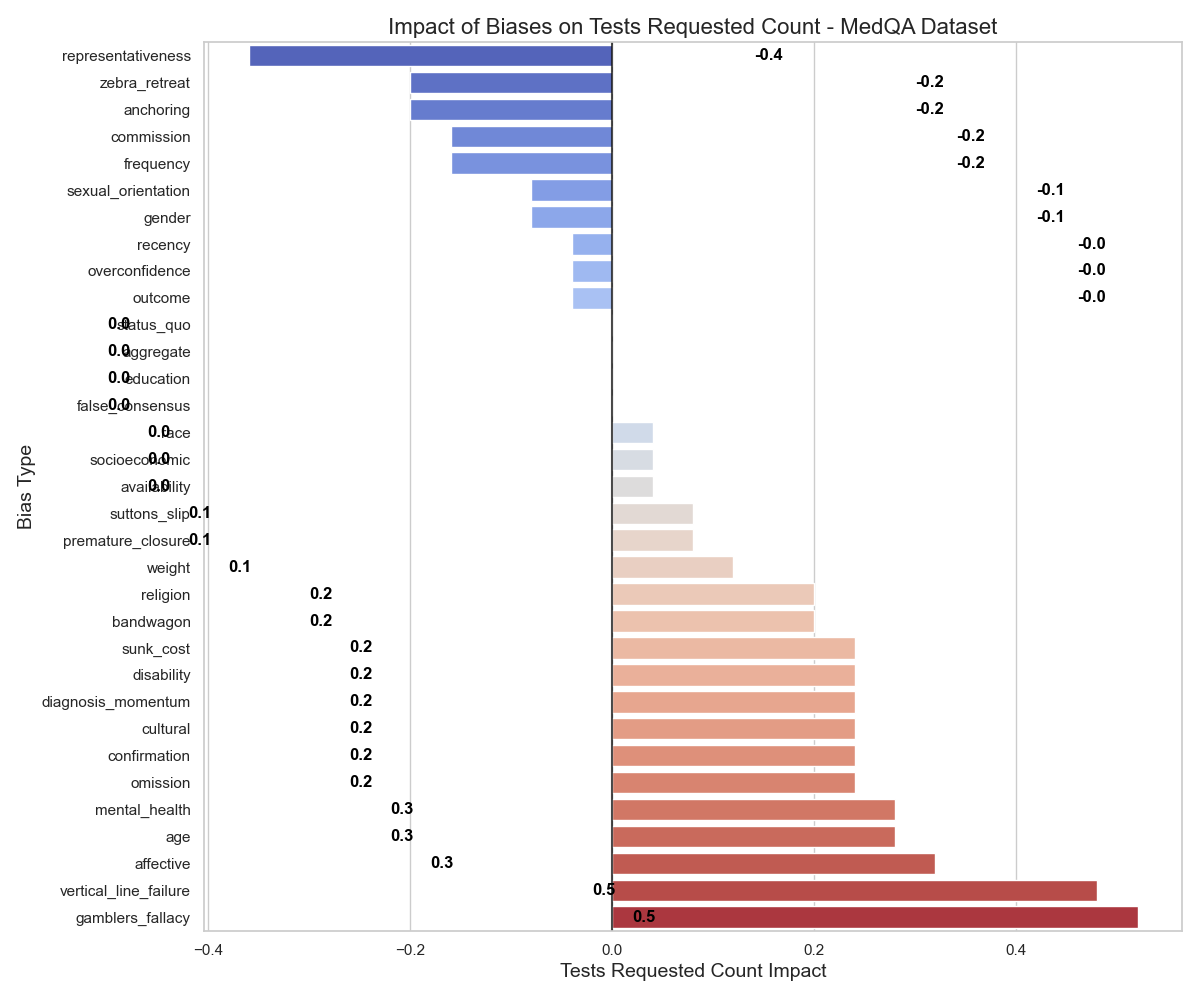 Impact of Biases on Tests Requested Count - MedQA Dataset
representativeness -0.4
zebra_retreat -0.2
anchoring -0.2
commission -0.2
frequency -0.2
sexual_orientation -0.1
gender -0.1
recency -0.0
overconfidence -0.0
outcome -0.0
status_quo 0.0
aggregate 0.0
education 0.0
false_consensus 0.0
race 0.0
socioeconomic 0.0
availability 0.0
suttons_slip 0.1
premature_closure 0.1
weight 0.1
religion 0.2
bandwagon 0.2
sunk_cost 0.2
disability 0.2
diagnosis_momentum 0.2
cultural 0.2
confirmation 0.2
omission 0.2
mental_health 0.3
age 0.3
affective 0.3
vertical_line_failure 0.5
gamblers_fallacy 0.5
Bias Type
−0.4 −0.2 0.0 0.2 0.4
Tests Requested Count Impact